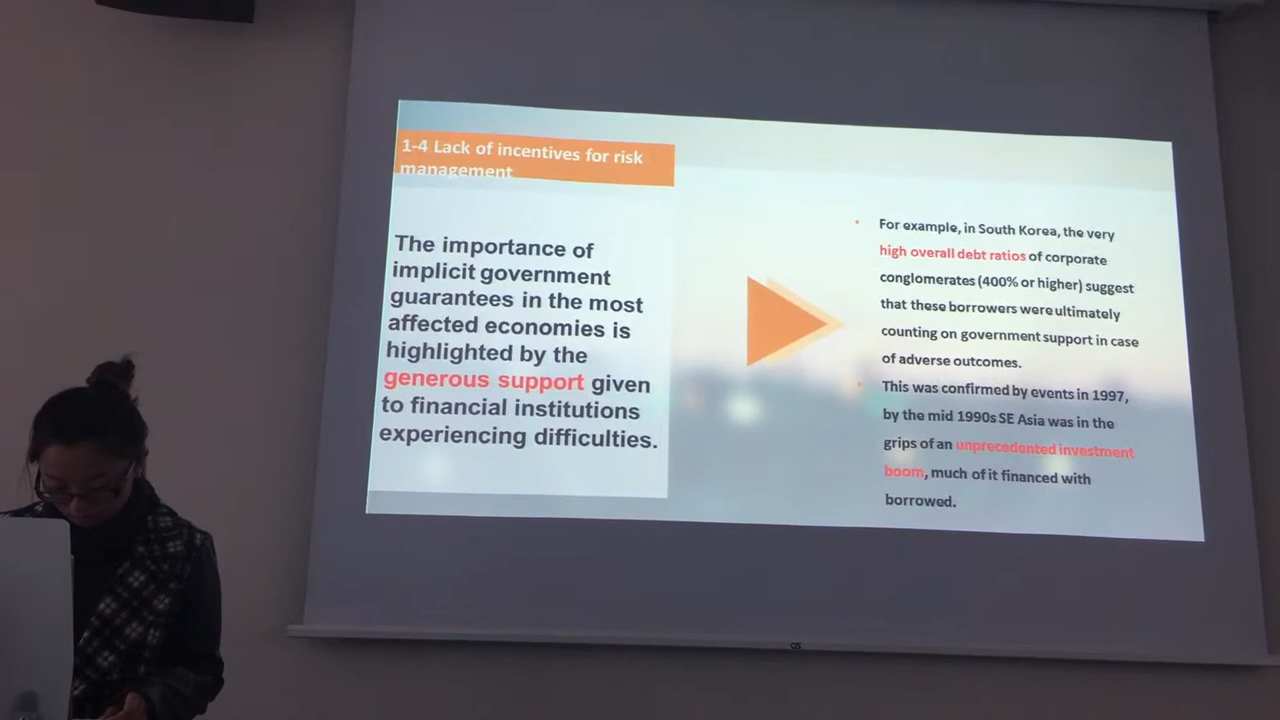 1-4 Lack of incentives for risk
management
The importance of
implicit government
guarantees in the most
affected economies is
highlighted by the
generous support given
to financial institutions
experiencing difficulties.
For example, in South Korea, the very
high overall debt ratios of corporate
conglomerates (400% or higher) suggest
that these borrowers were ultimately
counting on government support in case
of adverse outcomes.
This was confirmed by events in 1997,
by the mid 1990s SE Asia was in the
grips of an unprecedented investment
boom, much of it financed with
borrowed.